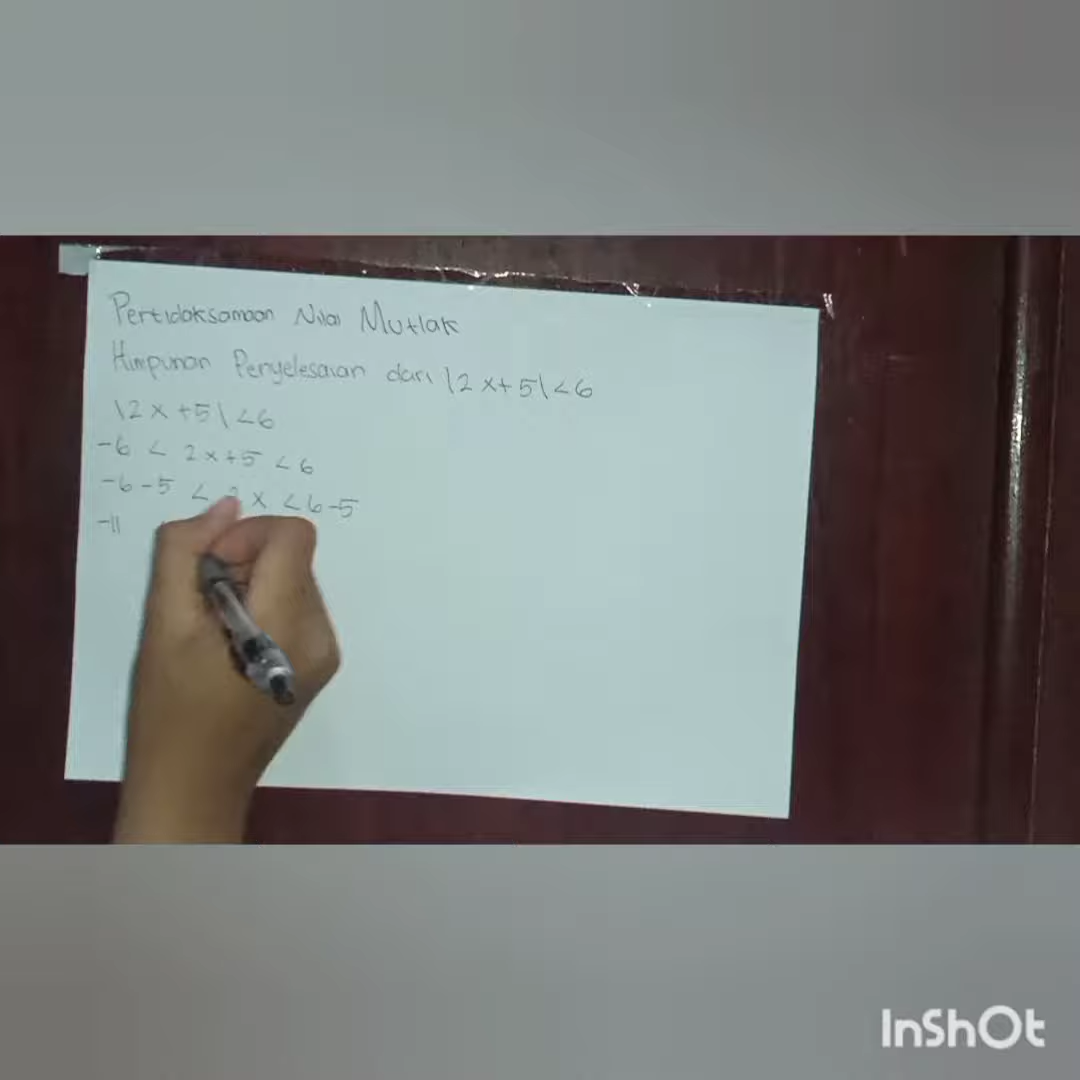 Pertidaksamaan Nilai Mutlak
Himpunan Penyelesaian dari |2x+5|<6
|2x+5|<6
-6 < 2x+5 < 6
-6-5 < 2x < 6-5
-11
InShOt